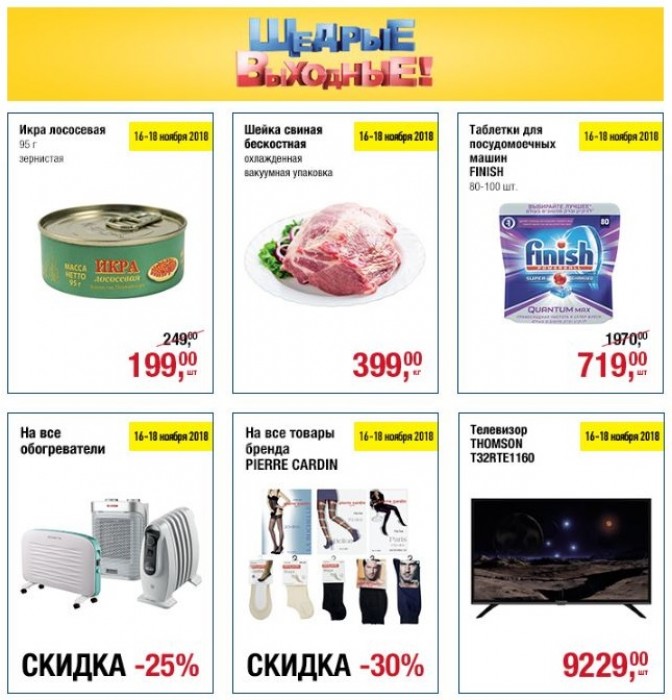 ЩЕДРЫЕ
ВЫХОДНЫЕ!
Икра лососевая
95 г
зернистая
16-18 ноября 2018
МАССА
НЕТТО
95 г
ИКРА
лососевая
249,00
199,00
шт
Шейка свиная
бескостная
охлажденная
вакуумная упаковка
16-18 ноября 2018
399,00
кг
Таблетки для
посудомоечных
машин
FINISH
80-100 шт.
16-18 ноября 2018
ВЫБИРАЙТЕ ЛУЧШЕЕ
80
finish
POWERBALL
QUANTUM MAX
1970,00
719,00
шт
На все
обогреватели
16-18 ноября 2018
СКИДКА -25%
На все товары
бренда
PIERRE CARDIN
16-18 ноября 2018
СКИДКА -30%
Телевизор
THOMSON
T32RTE1160
16-18 ноября 2018
9229,00
шт